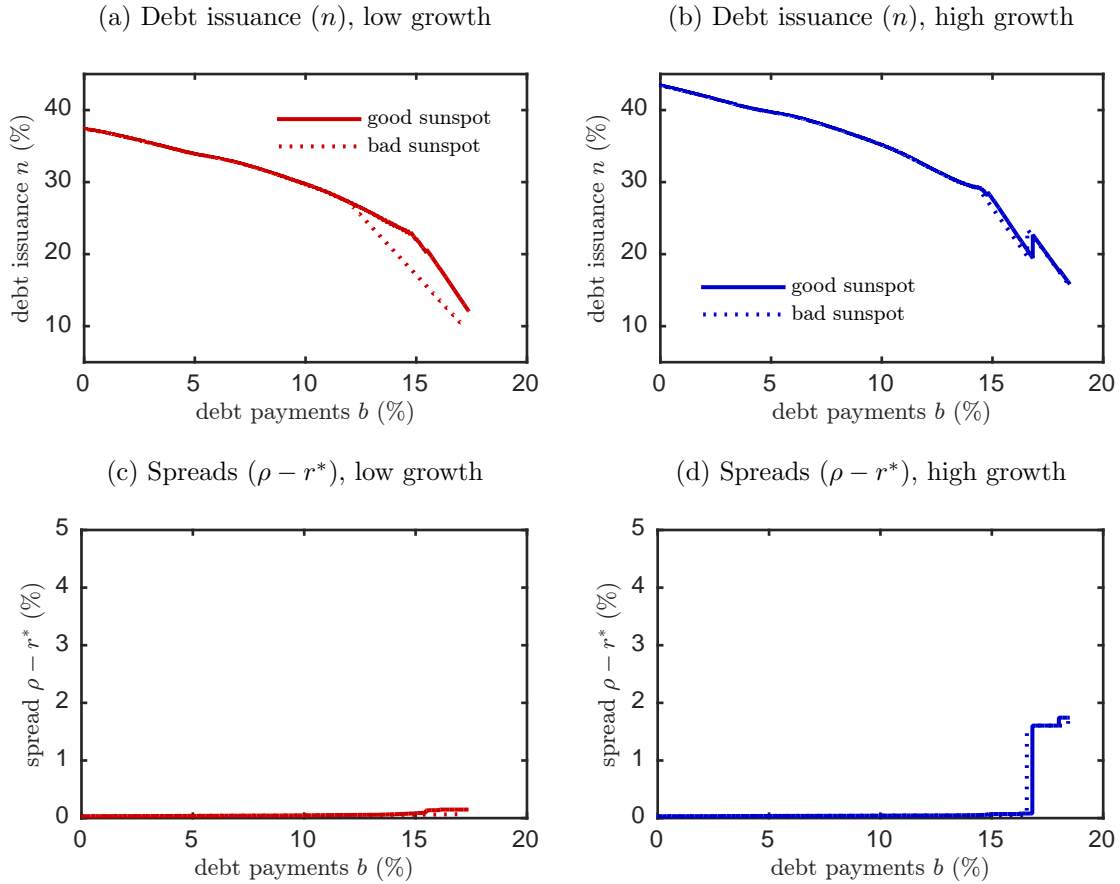 (a) Debt issuance (n), low growth
debt issuance n (%)
40
30
20
10
good sunspot
bad sunspot
0 5 10 15 20
debt payments b (%)
(b) Debt issuance (n), high growth
debt issuance n (%)
40
30
20
10
good sunspot
bad sunspot
0 5 10 15 20
debt payments b (%)
(c) Spreads (ρ − r*), low growth
spread ρ − r* (%)
5
4
3
2
1
0
0 5 10 15 20
debt payments b (%)
(d) Spreads (ρ − r*), high growth
spread ρ − r* (%)
5
4
3
2
1
0
0 5 10 15 20
debt payments b (%)